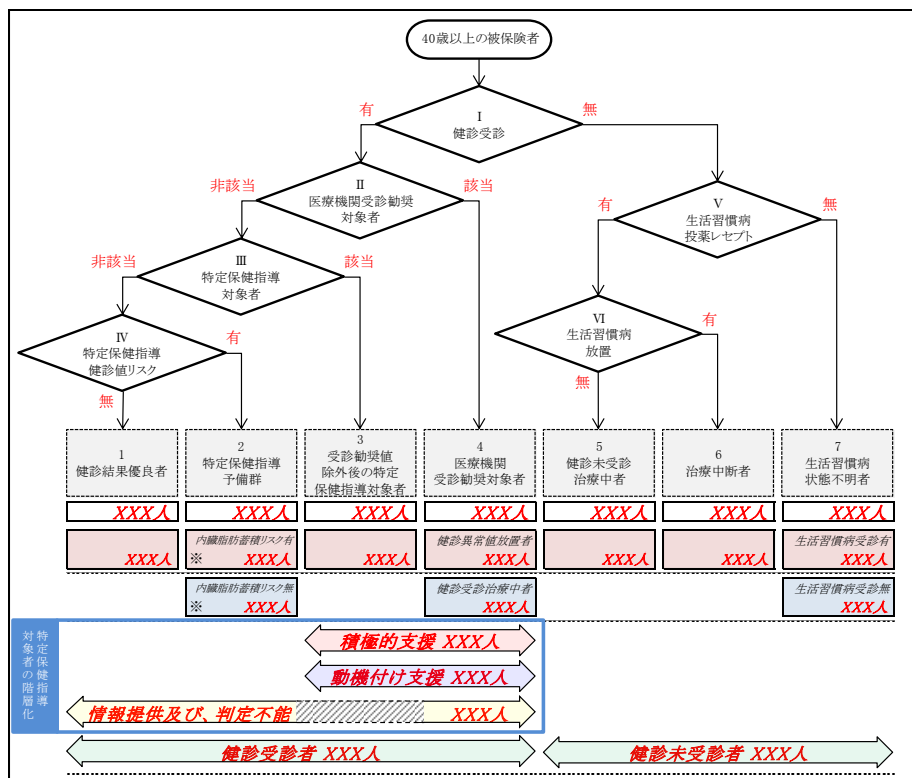 40歳以上の被保険者
有
Ⅰ
健診受診
無
非該当
Ⅱ
医療機関受診勧奨
対象者
該当
有
Ⅴ
生活習慣病
投薬レセプト
無
非該当
Ⅲ
特定保健指導
対象者
該当
Ⅳ
特定保健指導
健診値リスク
有
無
Ⅵ
生活習慣病
放置
有
無
1
健診結果優良者
2
特定保健指導
予備群
3
受診勧奨値
除外後の特定
保健指導対象者
4
医療機関
受診勧奨対象者
5
健診未受診
治療中者
6
治療中断者
7
生活習慣病
状態不明者
XXX人 XXX人 XXX人 XXX人 XXX人 XXX人 XXX人
XXX人
内臓脂肪蓄積リスク有
※ XXX人
XXX人
健診異常値放置者
XXX人
XXX人
XXX人
生活習慣病受診有
XXX人
内臓脂肪蓄積リスク無
※ XXX人
健診受診治療中者
XXX人
生活習慣病受診無
XXX人
特定保健指導
対象者の階層化
積極的支援 XXX人
動機付け支援 XXX人
情報提供及び、判定不能 XXX人
健診受診者 XXX人
健診未受診者 XXX人